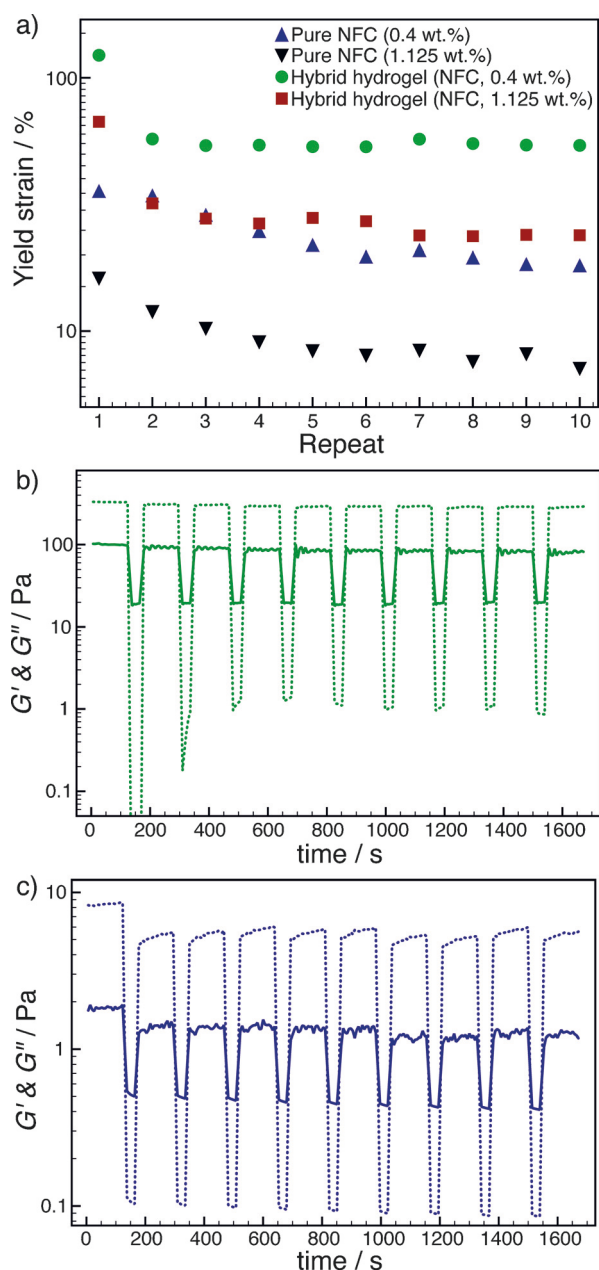 a)
Pure NFC (0.4 wt.%)
Pure NFC (1.125 wt.%)
Hybrid hydrogel (NFC, 0.4 wt.%)
Hybrid hydrogel (NFC, 1.125 wt.%)
Yield strain / %
100
10
1 2 3 4 5 6 7 8 9 10
Repeat
b)
G' & G" / Pa
100
10
1
0.1
0 200 400 600 800 1000 1200 1400 1600
time / s
c)
G' & G" / Pa
10
1
0.1
0 200 400 600 800 1000 1200 1400 1600
time / s